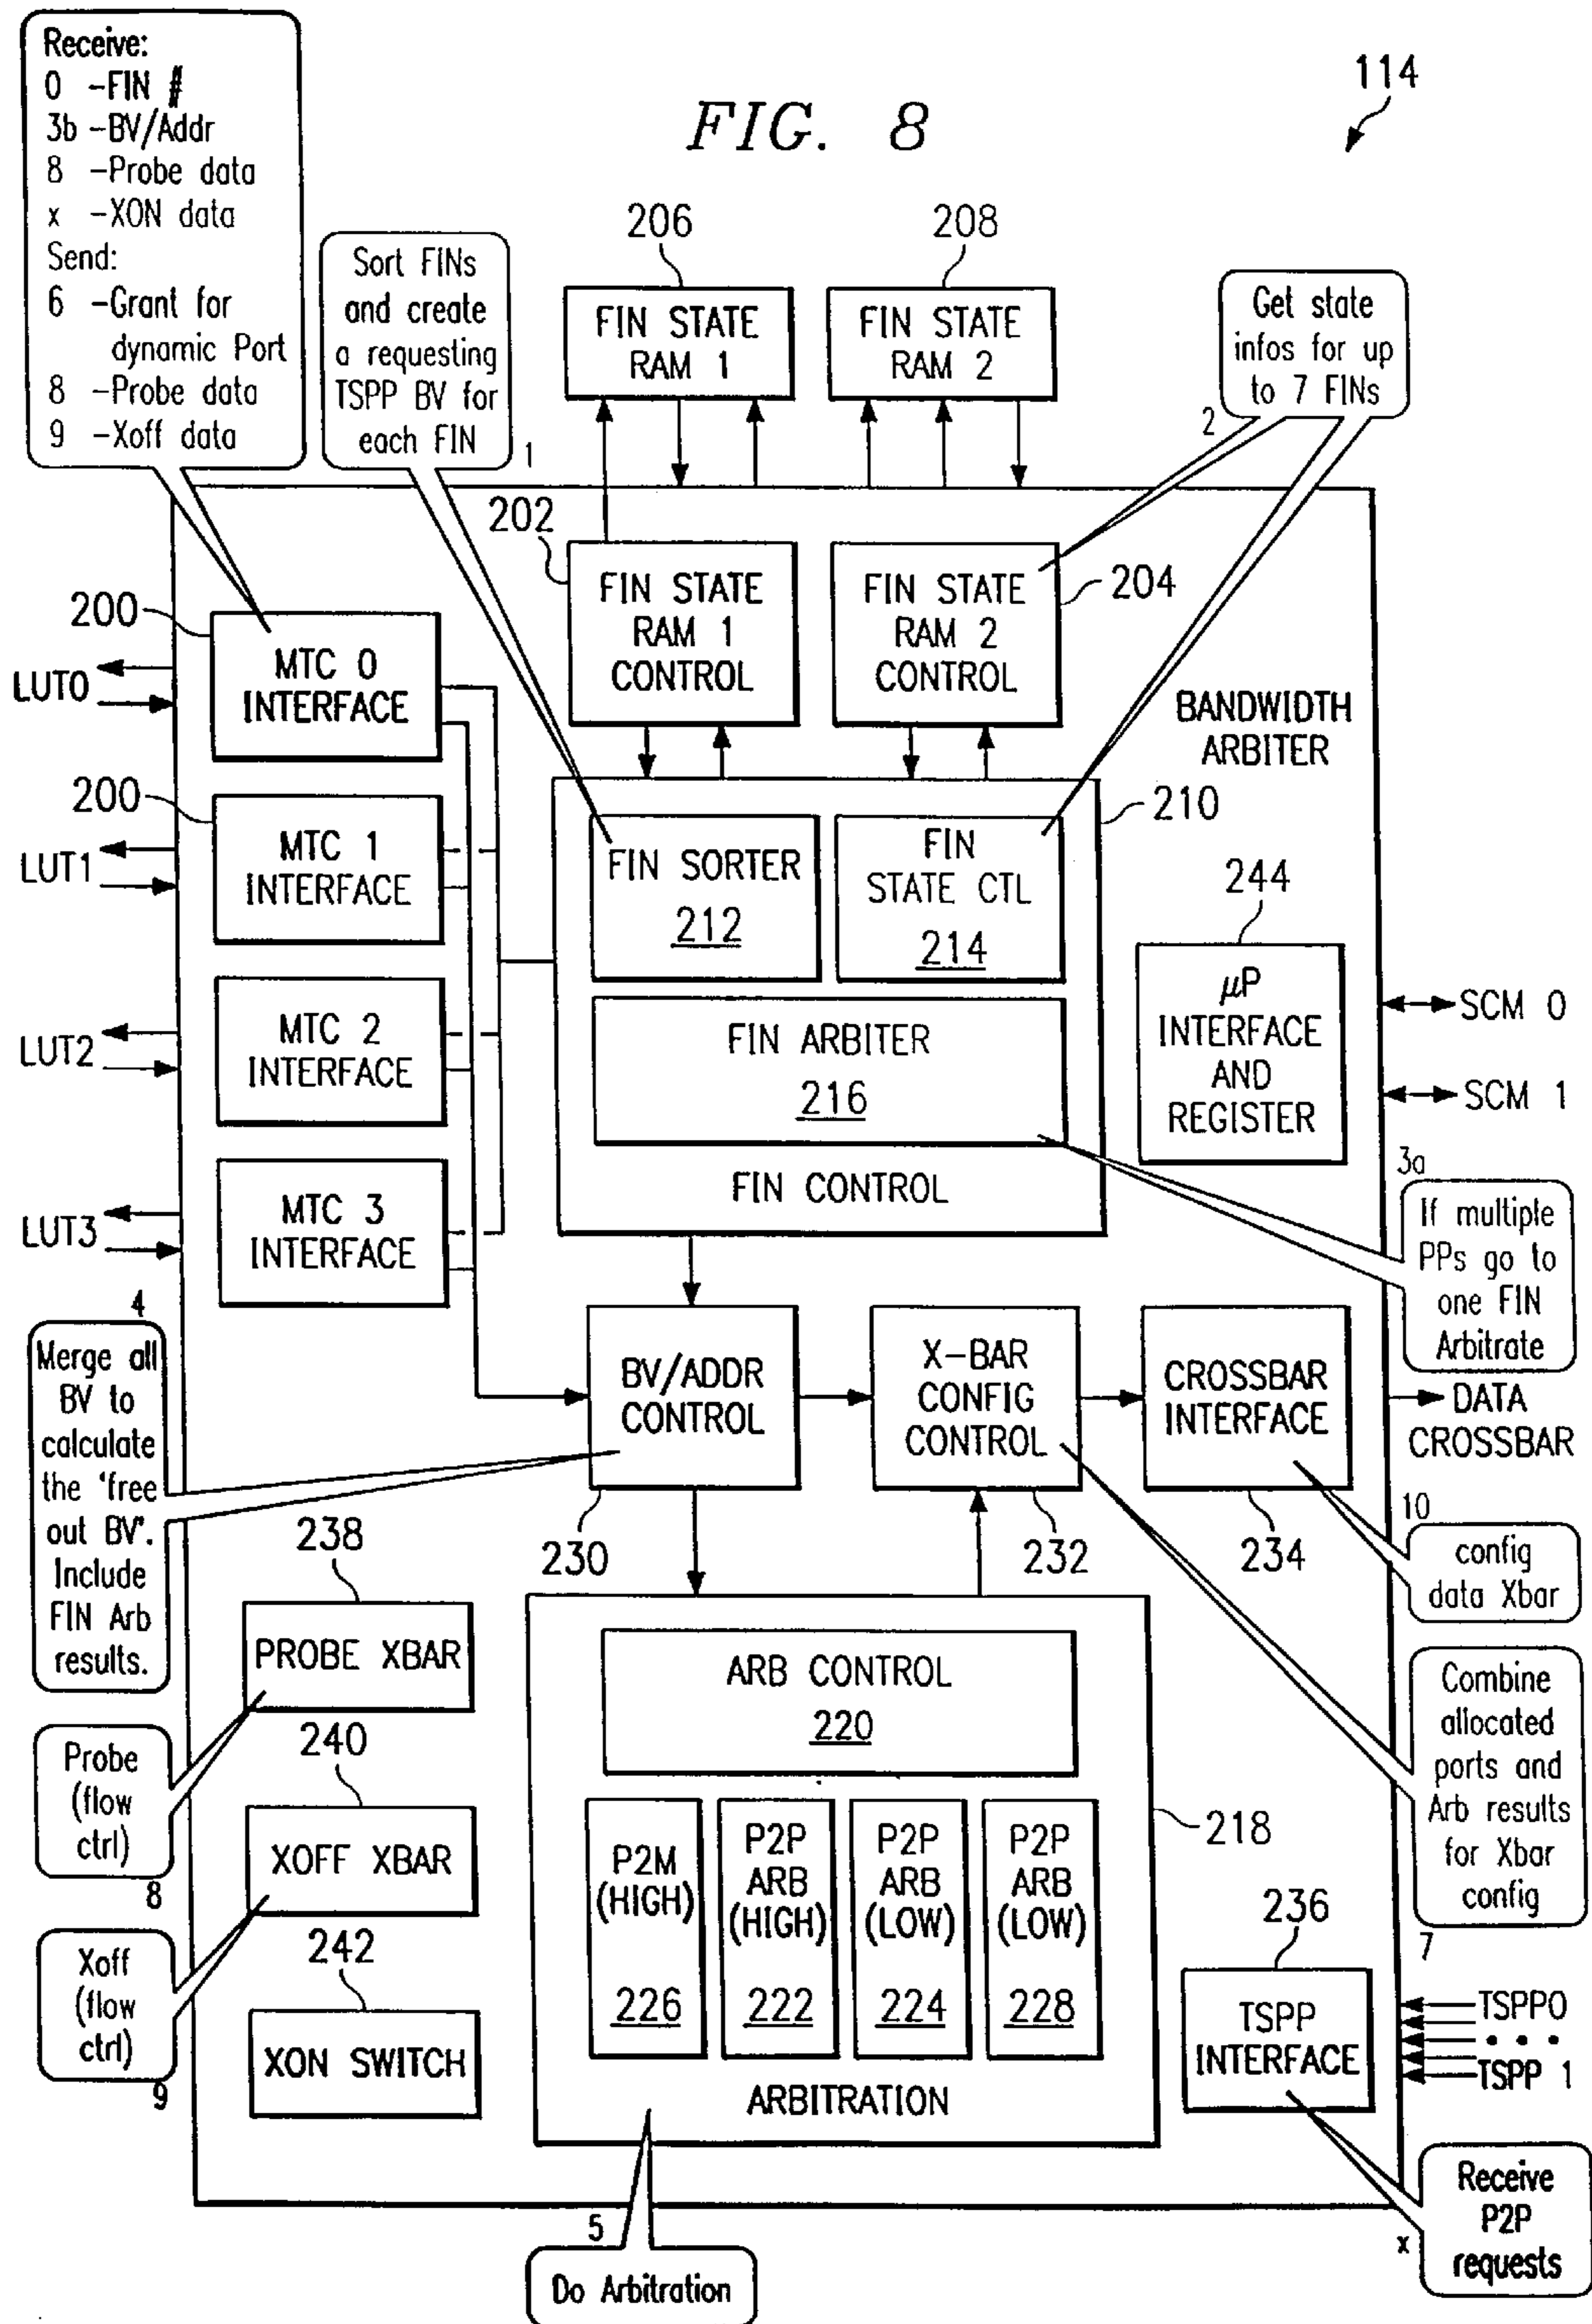 Receive:
0 -FIN #
3b -BV/Addr
8 -Probe data
x -XON data
Send:
6 -Grant for
dynamic Port
8 -Probe data
9 -Xoff data
FIG. 8
114
Sort FINs
and create
a requesting
TSPP BV for
each FIN
1
206
FIN STATE
RAM 1
208
FIN STATE
RAM 2
Get state
infos for up
to 7 FINs
2
202
FIN STATE
RAM 1
CONTROL
FIN STATE
RAM 2
CONTROL
204
BANDWIDTH
ARBITER
200
MTC 0
INTERFACE
LUT0
200
MTC 1
INTERFACE
LUT1
MTC 2
INTERFACE
LUT2
MTC 3
INTERFACE
LUT3
210
FIN SORTER
212
FIN
STATE CTL
214
FIN ARBITER
216
FIN CONTROL
244
μP
INTERFACE
AND
REGISTER
SCM 0
SCM 1
3a
If multiple
PPs go to
one FIN
Arbitrate
4
Merge all
BV to
calculate
the 'free
out BV'.
Include
FIN Arb
results.
BV/ADDR
CONTROL
230
X-BAR
CONFIG
CONTROL
232
CROSSBAR
INTERFACE
234
DATA
CROSSBAR
10
config
data Xbar
Combine
allocated
ports and
Arb results
for Xbar
config
7
238
PROBE XBAR
Probe
(flow
ctrl)
8
240
XOFF XBAR
Xoff
(flow
ctrl)
9
242
XON SWITCH
ARB CONTROL
220
P2M
(HIGH)
226
P2P
ARB
(HIGH)
222
P2P
ARB
(LOW)
224
P2P
ARB
(LOW)
228
ARBITRATION
218
236
TSPP
INTERFACE
TSPP0
• • •
TSPP 1
x
Receive
P2P
requests
5
Do Arbitration